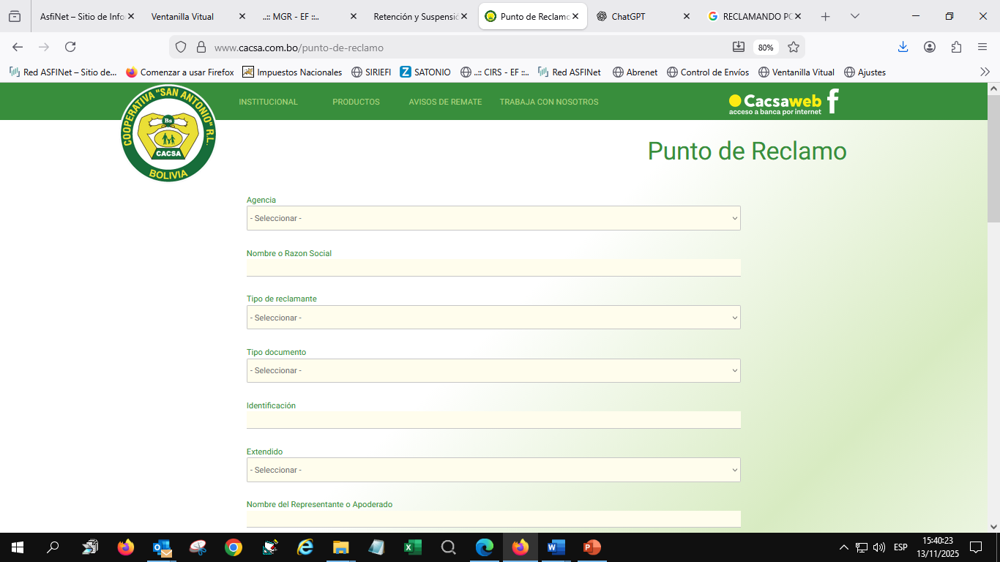 AsfiNet – Sitio de Info
Ventanilla Vitual
..:: MGR - EF ::..
Retención y Suspensió
Punto de Reclamo
ChatGPT
RECLAMANDO PO
www.cacsa.com.bo/punto-de-reclamo
80%
Red ASFINet – Sitio de...
Comenzar a usar Firefox
Impuestos Nacionales
SIRIEFI
SATONIO
..:: CIRS - EF ::..
Red ASFINet
Abrenet
Control de Envíos
Ventanilla Vitual
Ajustes
COOPERATIVA "SAN ANTONIO" R.L.
Bs
CACSA
BOLIVIA
INSTITUCIONAL
PRODUCTOS
AVISOS DE REMATE
TRABAJA CON NOSOTROS
Cacsaweb
acceso a banca por internet
f
Punto de Reclamo
Agencia
- Seleccionar -
Nombre o Razon Social
Tipo de reclamante
- Seleccionar -
Tipo documento
- Seleccionar -
Identificación
Extendido
- Seleccionar -
Nombre del Representante o Apoderado
ESP
15:40:23
13/11/2025